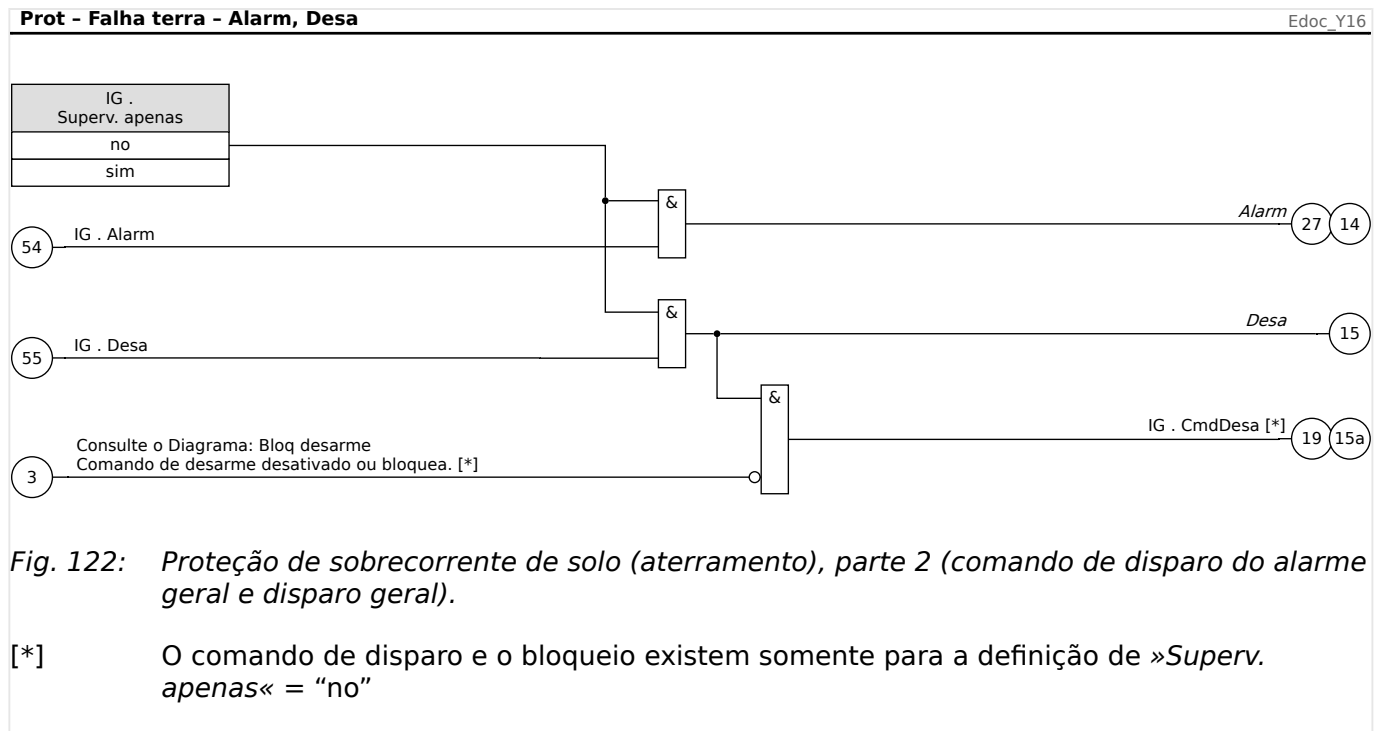 Prot – Falha terra – Alarm, Desa
Edoc_Y16
IG .
Superv. apenas
no
sim
&
Alarm
27
14
54
IG . Alarm
&
Desa
15
55
IG . Desa
&
IG . CmdDesa [*]
19
15a
Consulte o Diagrama: Bloq desarme
Comando de desarme desativado ou bloquea. [*]
3
Fig. 122: Proteção de sobrecorrente de solo (aterramento), parte 2 (comando de disparo do alarme
geral e disparo geral).
[*] O comando de disparo e o bloqueio existem somente para a definição de »Superv.
apenas« = “no”